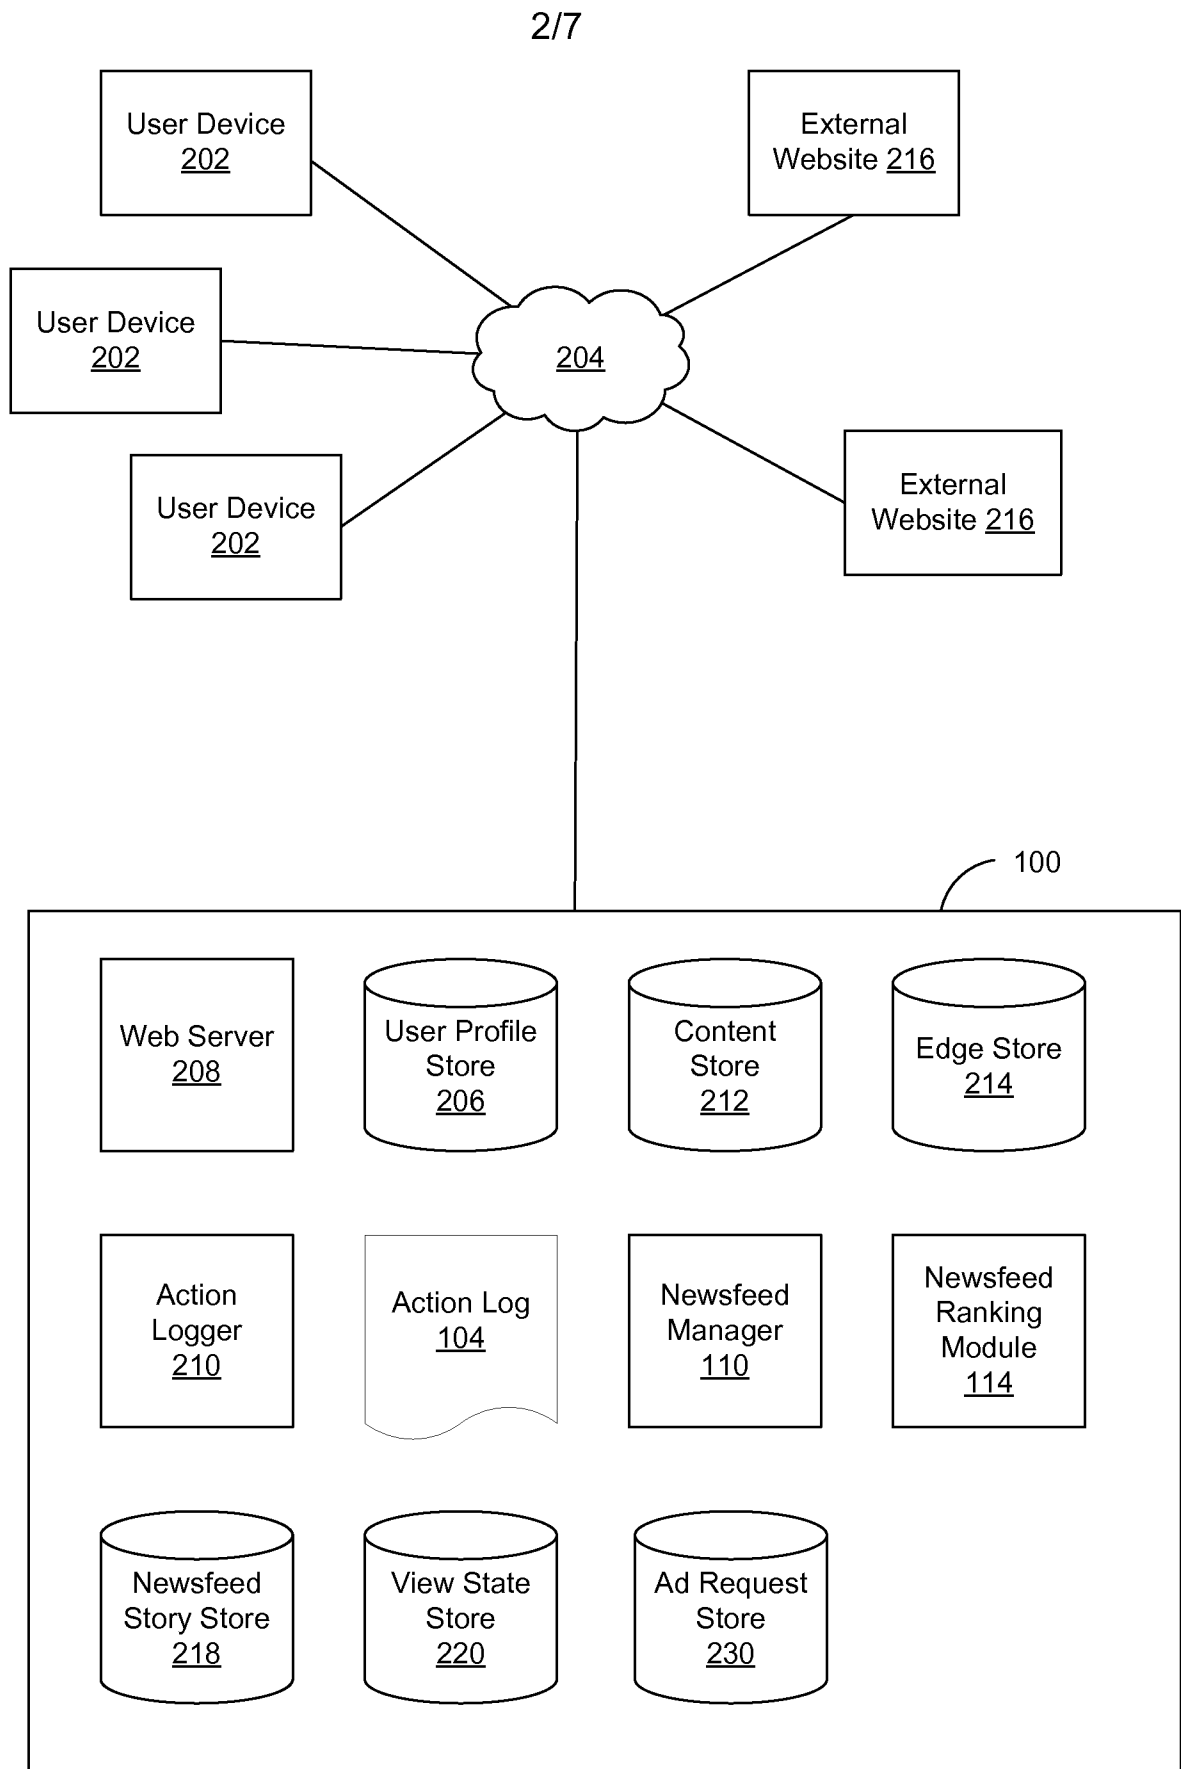 2/7
User Device
202
External
Website 216
User Device
202
204
User Device
202
External
Website 216
100
Web Server
208
User Profile
Store
206
Content
Store
212
Edge Store
214
Action
Logger
210
Action Log
104
Newsfeed
Manager
110
Newsfeed
Ranking
Module
114
Newsfeed
Story Store
218
View State
Store
220
Ad Request
Store
230